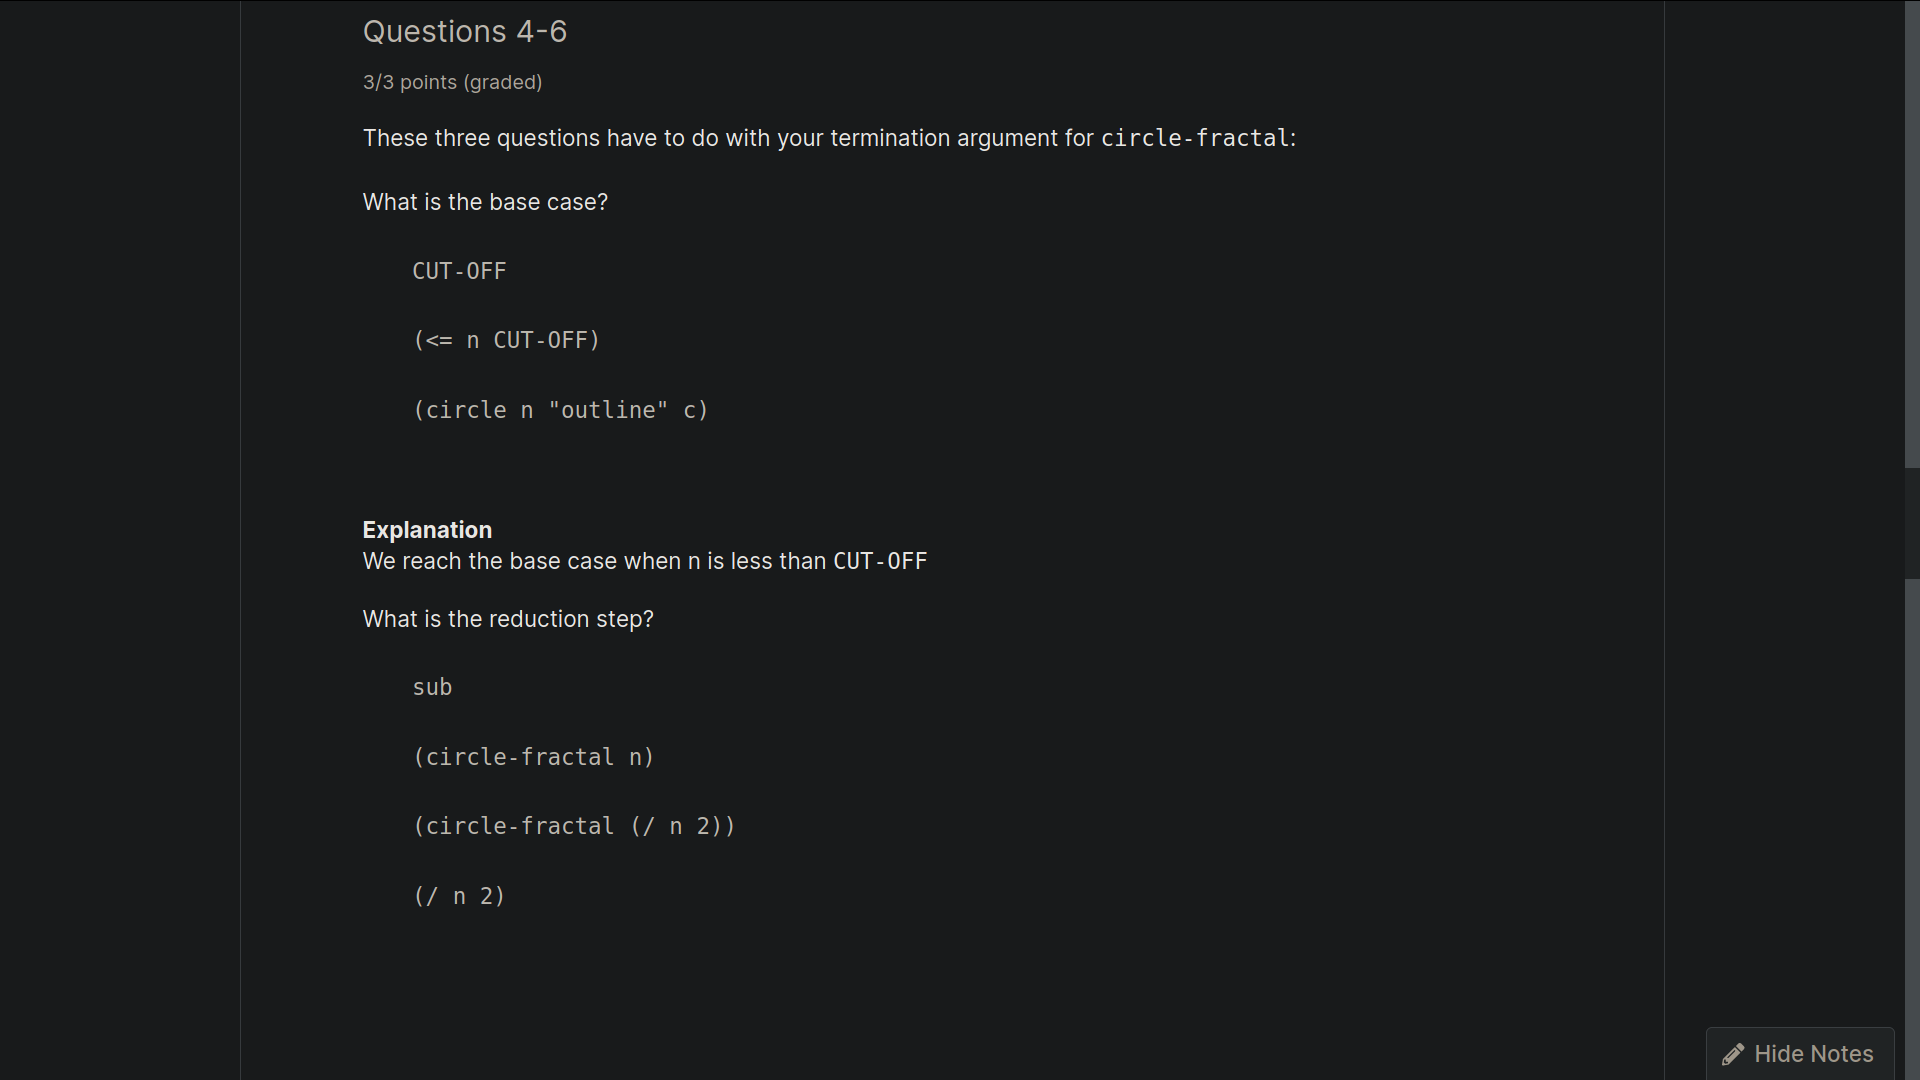 Questions 4-6
3/3 points (graded)
These three questions have to do with your termination argument for circle-fractal:
What is the base case?
CUT-OFF
(<= n CUT-OFF)
(circle n "outline" c)
Explanation
We reach the base case when n is less than CUT-OFF
What is the reduction step?
sub
(circle-fractal n)
(circle-fractal (/ n 2))
(/ n 2)
Hide Notes